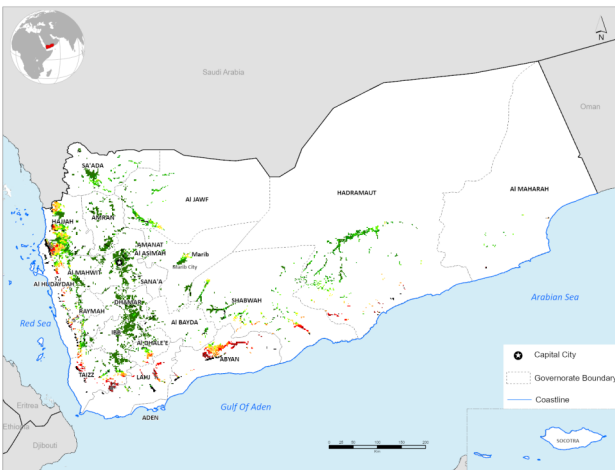 N
Saudi Arabia
Oman
SA'ADA
Al JAWF
HADRAMAUT
Al MAHARAH
HAJJAH
AMRAN
AMANAT
Al ASIMAH
Marib
Marib City
Al MAHWIT
SANA'A
Al HUDAYDAH
SHABWAH
Arabian Sea
DHAMAR
RAYMAH
Red Sea
Al BAYDA
IBB
Al DHALE'E
ABYAN
TAIZZ
LAHJ
Capital City
Governorate Boundary
Coastline
Eritrea
Ethiopia
Gulf Of Aden
ADEN
Djibouti
SOCOTRA